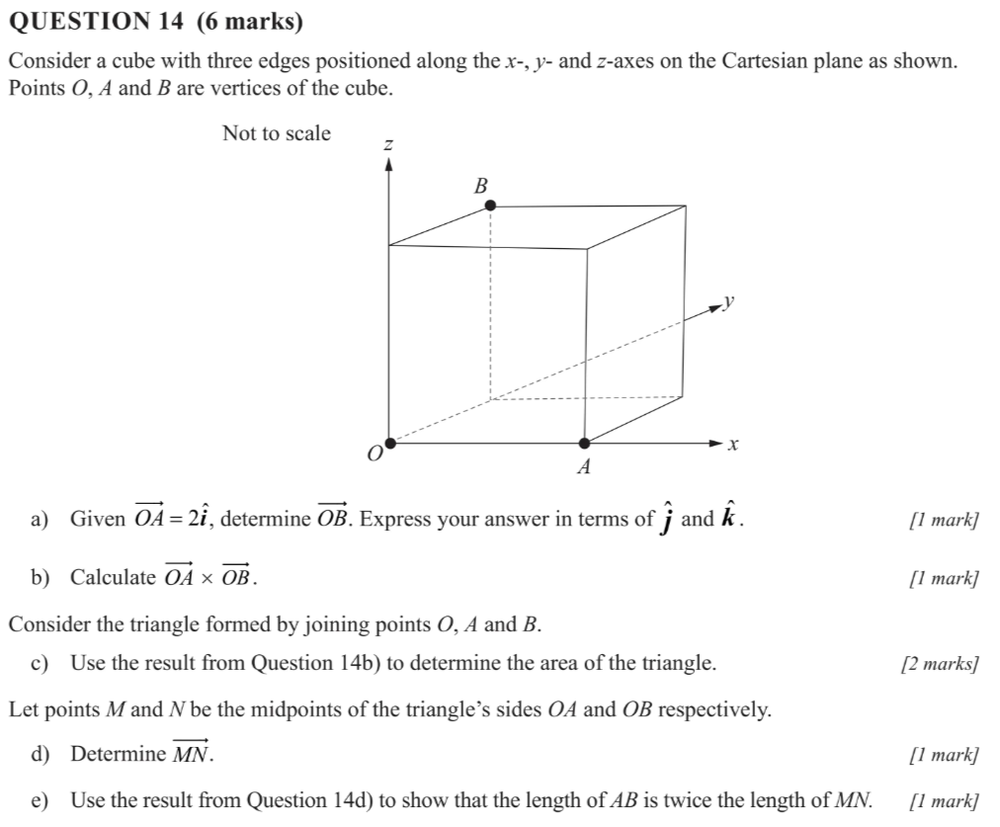 QUESTION 14 (6 marks)
Consider a cube with three edges positioned along the x-, y- and z-axes on the Cartesian plane as shown.
Points O, A and B are vertices of the cube.
Not to scale
z
B
y
O
x
A
a) Given $\overrightarrow{OA} = 2\hat{i}$, determine $\overrightarrow{OB}$. Express your answer in terms of $\hat{j}$ and $\hat{k}$. [1 mark]
b) Calculate $\overrightarrow{OA} \times \overrightarrow{OB}$. [1 mark]
Consider the triangle formed by joining points O, A and B.
c) Use the result from Question 14b) to determine the area of the triangle. [2 marks]
Let points M and N be the midpoints of the triangle’s sides OA and OB respectively.
d) Determine $\overrightarrow{MN}$. [1 mark]
e) Use the result from Question 14d) to show that the length of AB is twice the length of MN. [1 mark]